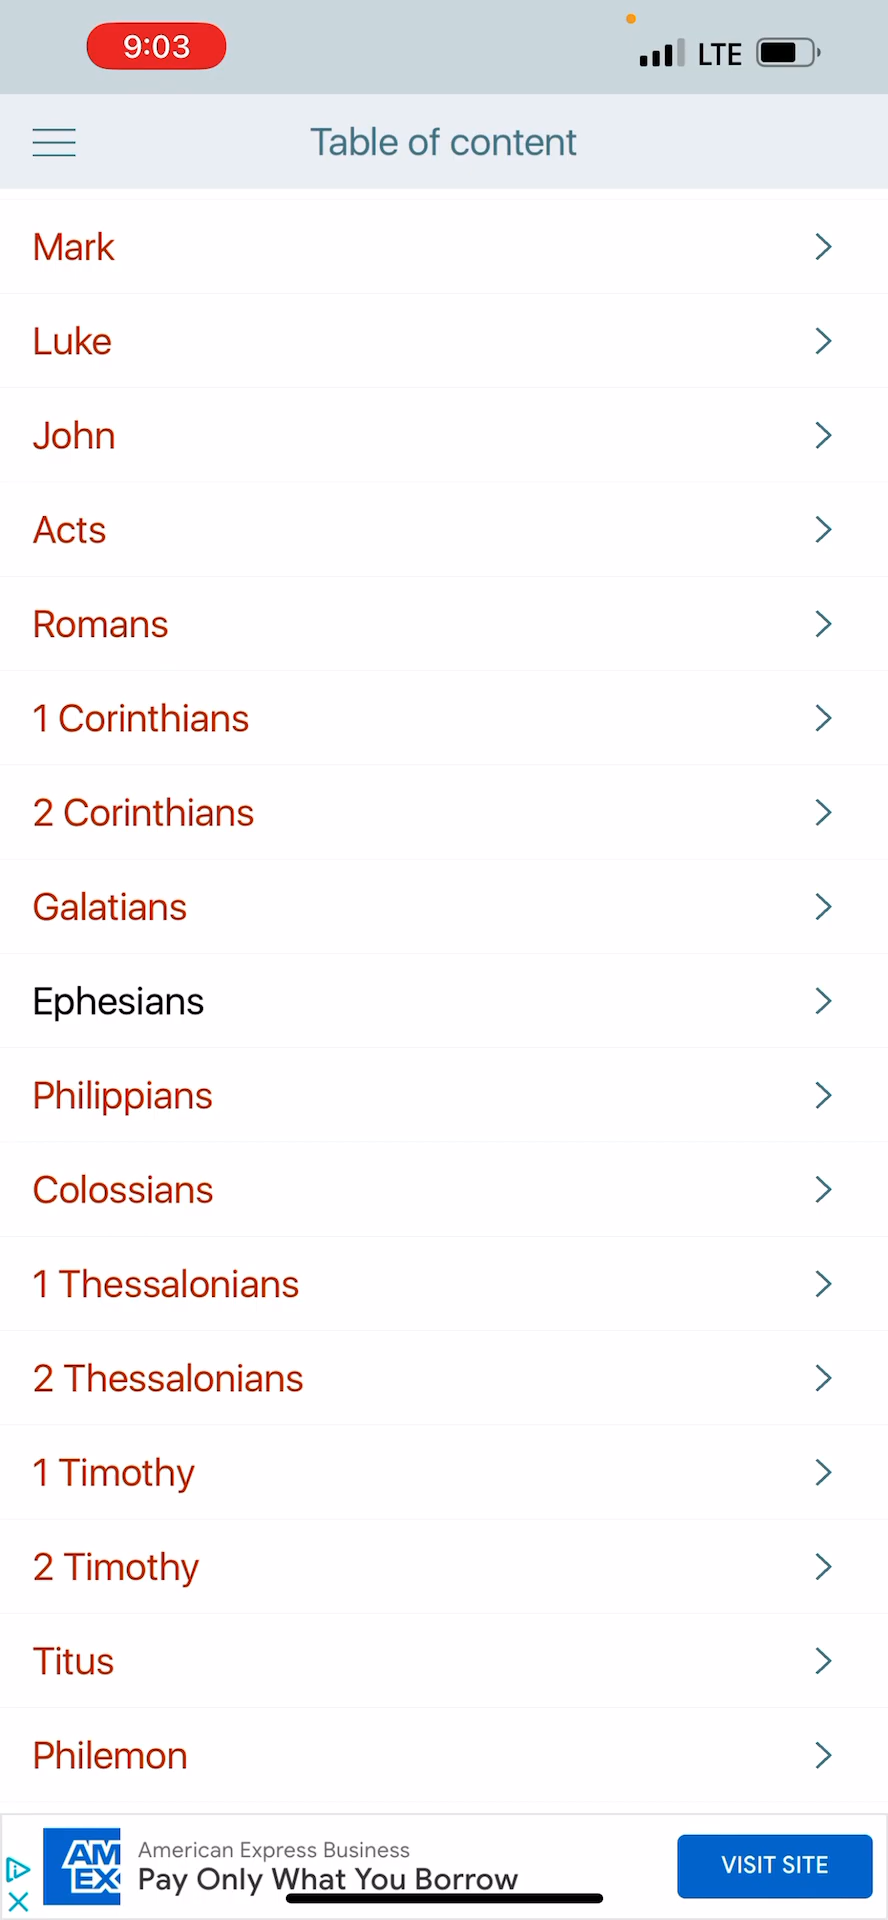 9:03
LTE
Table of content
Mark
Luke
John
Acts
Romans
1 Corinthians
2 Corinthians
Galatians
Ephesians
Philippians
Colossians
1 Thessalonians
2 Thessalonians
1 Timothy
2 Timothy
Titus
Philemon
AM
EX
American Express Business
Pay Only What You Borrow
VISIT SITE